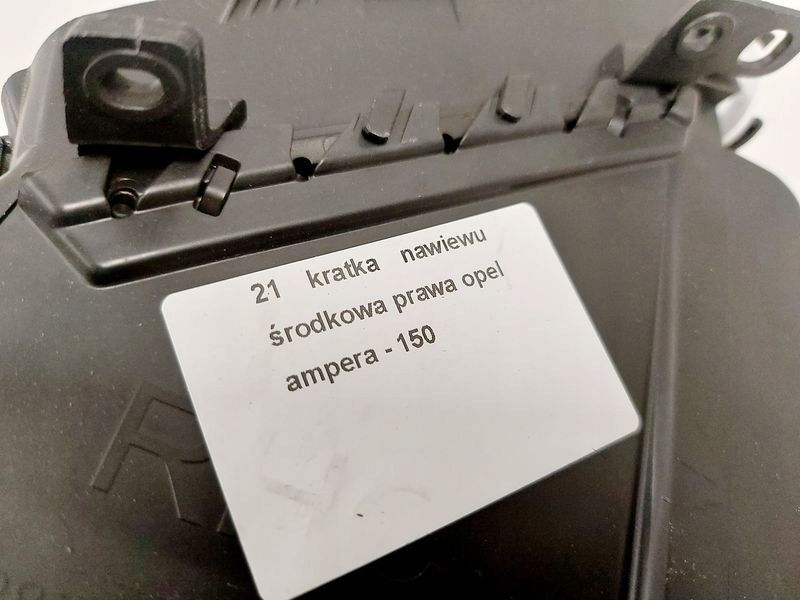 21 kratka nawiewu
środkowa prawa opel
ampera - 150